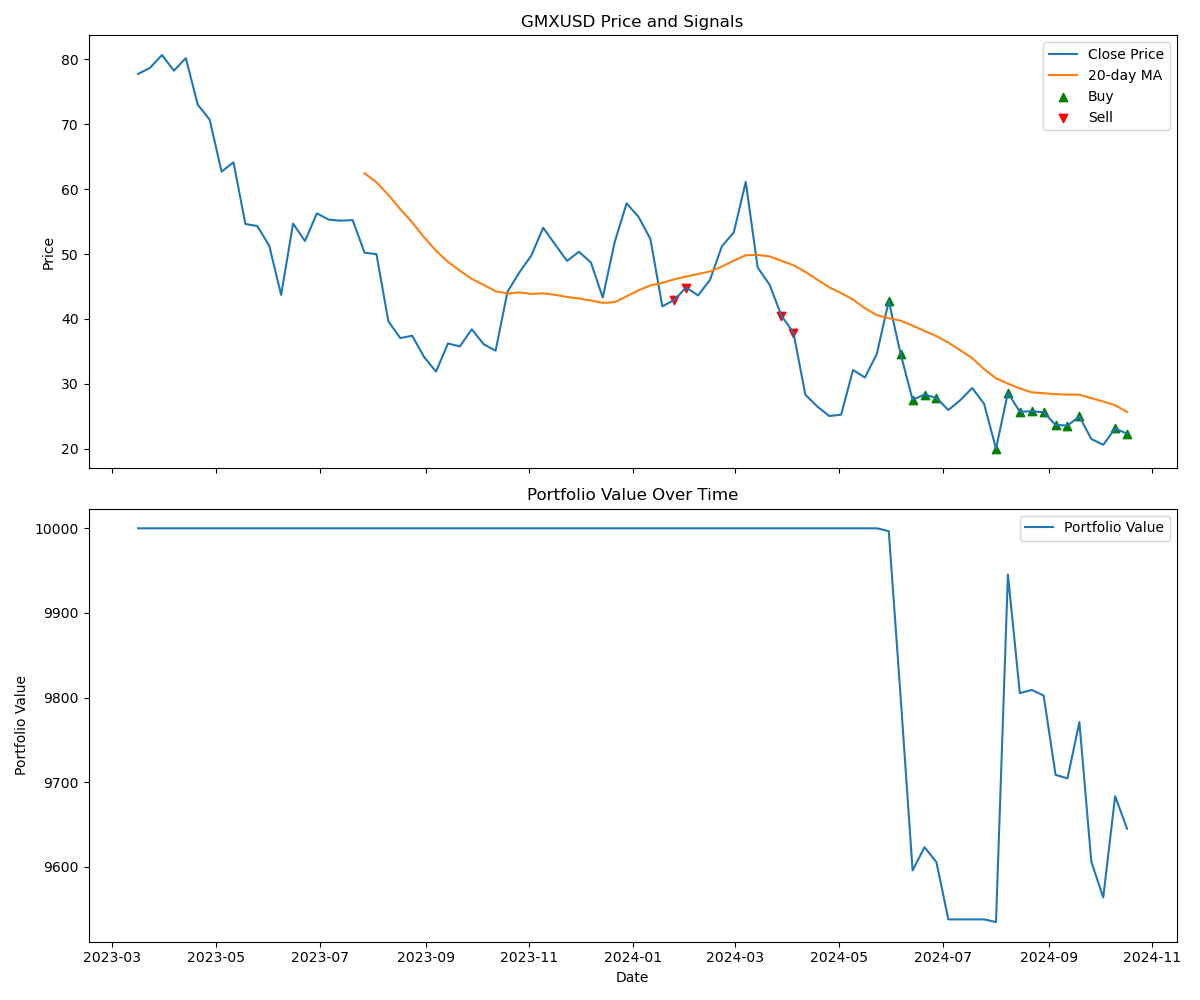 GMXUSD Price and Signals
Price
80
70
60
50
40
30
20
Close Price
20-day MA
Buy
Sell
Portfolio Value Over Time
Portfolio Value
10000
9900
9800
9700
9600
Portfolio Value
2023-03 2023-05 2023-07 2023-09 2023-11 2024-01 2024-03 2024-05 2024-07 2024-09 2024-11
Date